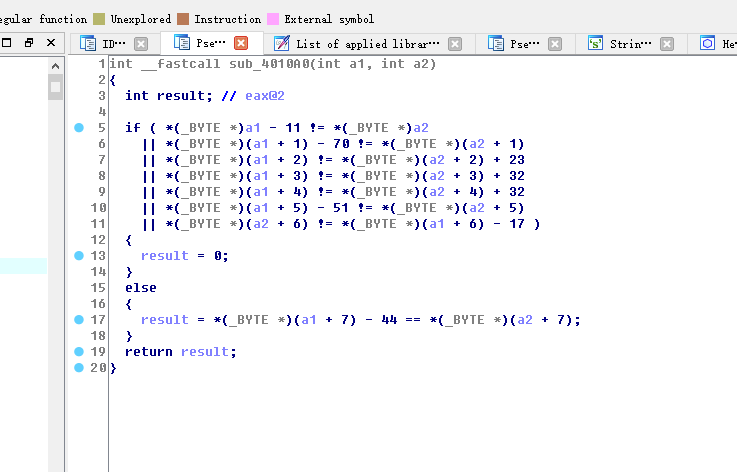 egular function Unexplored Instruction External symbol
ID⋯ Pse⋯ List of applied librar⋯ Pse⋯ Strin⋯ He
1 int __fastcall sub_4010A0(int a1, int a2)
2 {
3 int result; // eax@2
4
5 if ( *(_BYTE *)a1 - 11 != *(_BYTE *)a2
6 || *(_BYTE *)(a1 + 1) - 70 != *(_BYTE *)(a2 + 1)
7 || *(_BYTE *)(a1 + 2) != *(_BYTE *)(a2 + 2) + 23
8 || *(_BYTE *)(a1 + 3) != *(_BYTE *)(a2 + 3) + 32
9 || *(_BYTE *)(a1 + 4) != *(_BYTE *)(a2 + 4) + 32
10 || *(_BYTE *)(a1 + 5) - 51 != *(_BYTE *)(a2 + 5)
11 || *(_BYTE *)(a2 + 6) != *(_BYTE *)(a1 + 6) - 17 )
12 {
13 result = 0;
14 }
15 else
16 {
17 result = *(_BYTE *)(a1 + 7) - 44 == *(_BYTE *)(a2 + 7);
18 }
19 return result;
20 }